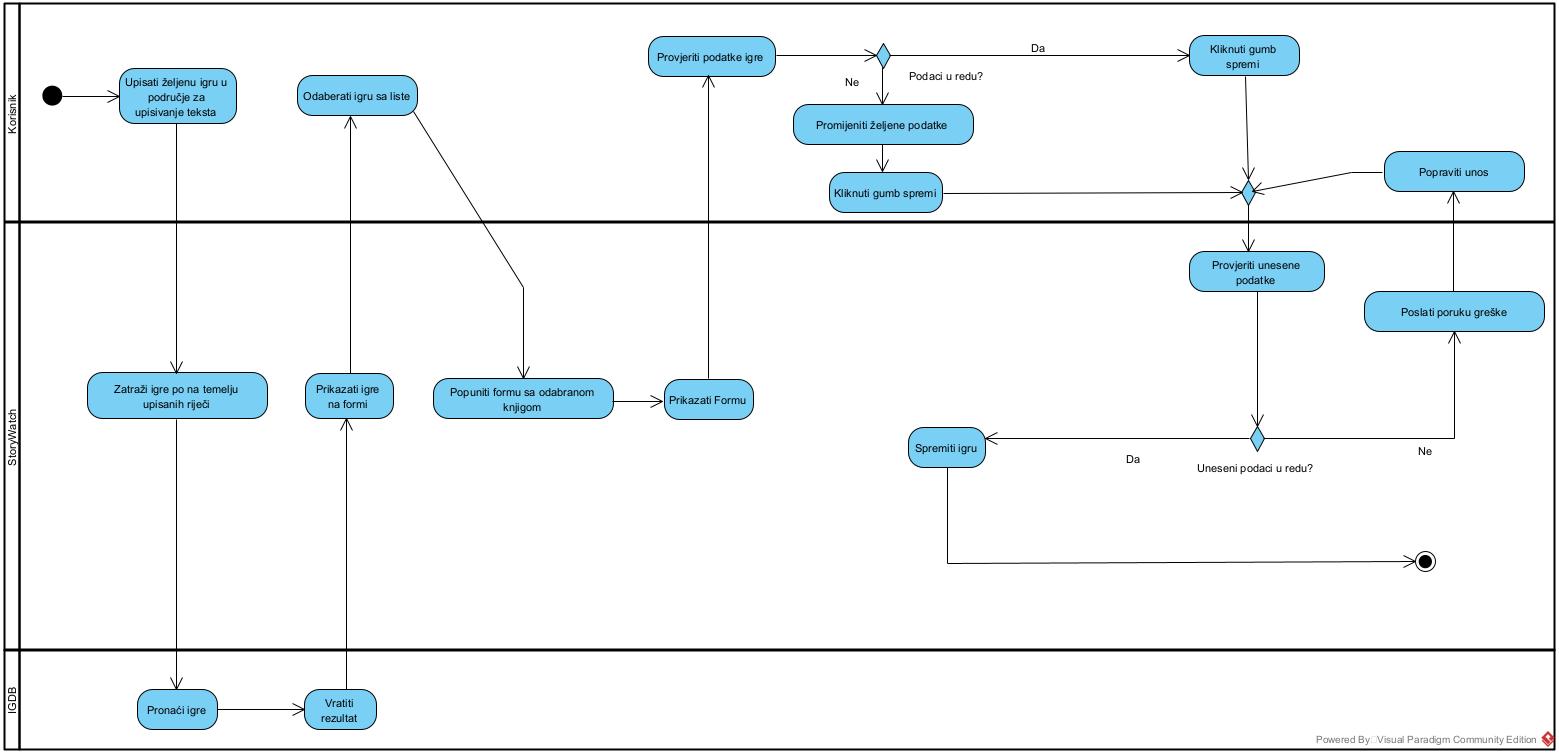 Korisnik
Upisati željenu igru u
područje za
upisivanje teksta
Odaberati igru sa liste
Provjeriti podatke igre
Da
Ne
Podaci u redu?
Kliknuti gumb
spremi
Promijeniti željene podatke
Kliknuti gumb spremi
Popraviti unos
StoryWatch
Provjeriti unesene
podatke
Poslati poruku greške
Zatraži igre po na temelju
upisanih riječi
Prikazati igre
na formi
Popuniti formu sa odabranom
knjigom
Prikazati Formu
Spremiti igru
Da
Uneseni podaci u redu?
Ne
IGDB
Pronaći igre
Vratiti
rezultat
Powered By Visual Paradigm Community Edition